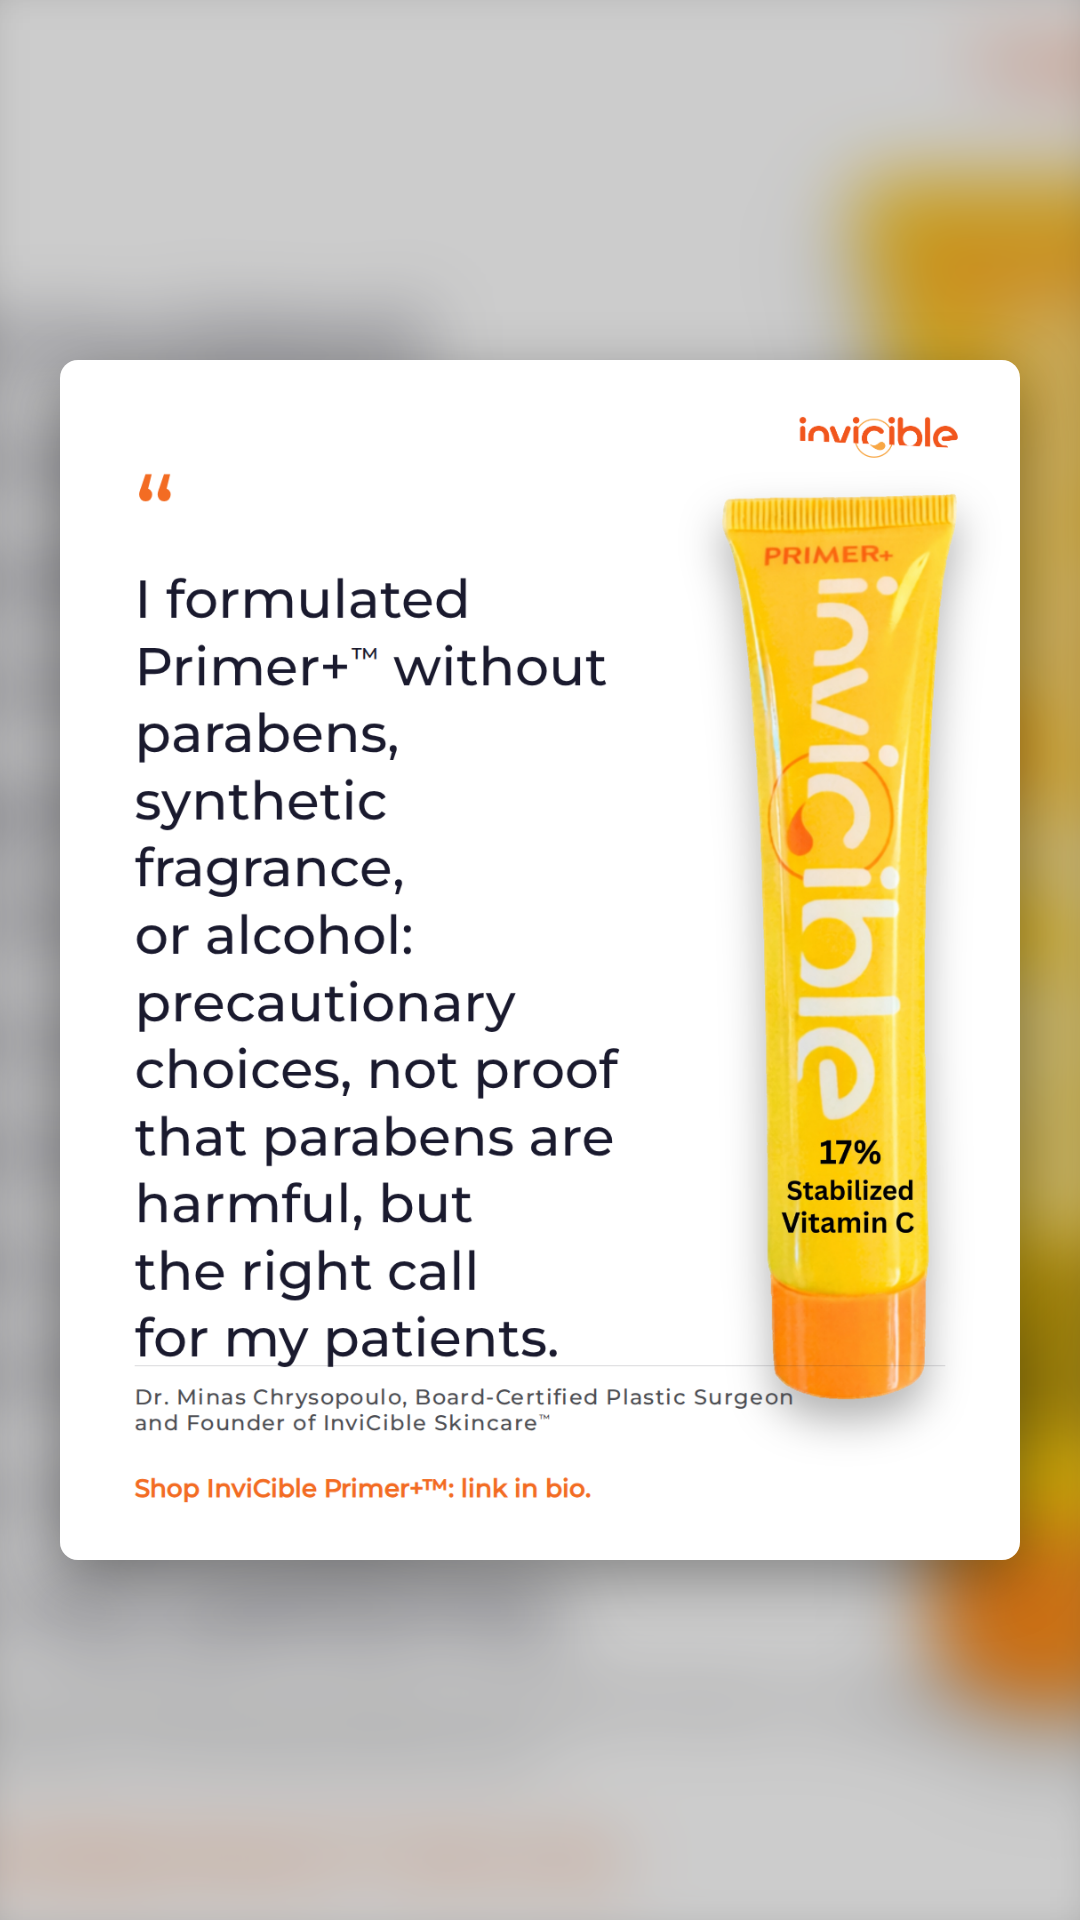 invicible
“
I formulated
Primer+™ without
parabens,
synthetic
fragrance,
or alcohol:
precautionary
choices, not proof
that parabens are
harmful, but
the right call
for my patients.
PRIMER+
invicible
17%
Stabilized
Vitamin C
Dr. Minas Chrysopoulo, Board-Certified Plastic Surgeon
and Founder of InviCible Skincare™
Shop InviCible Primer+™: link in bio.